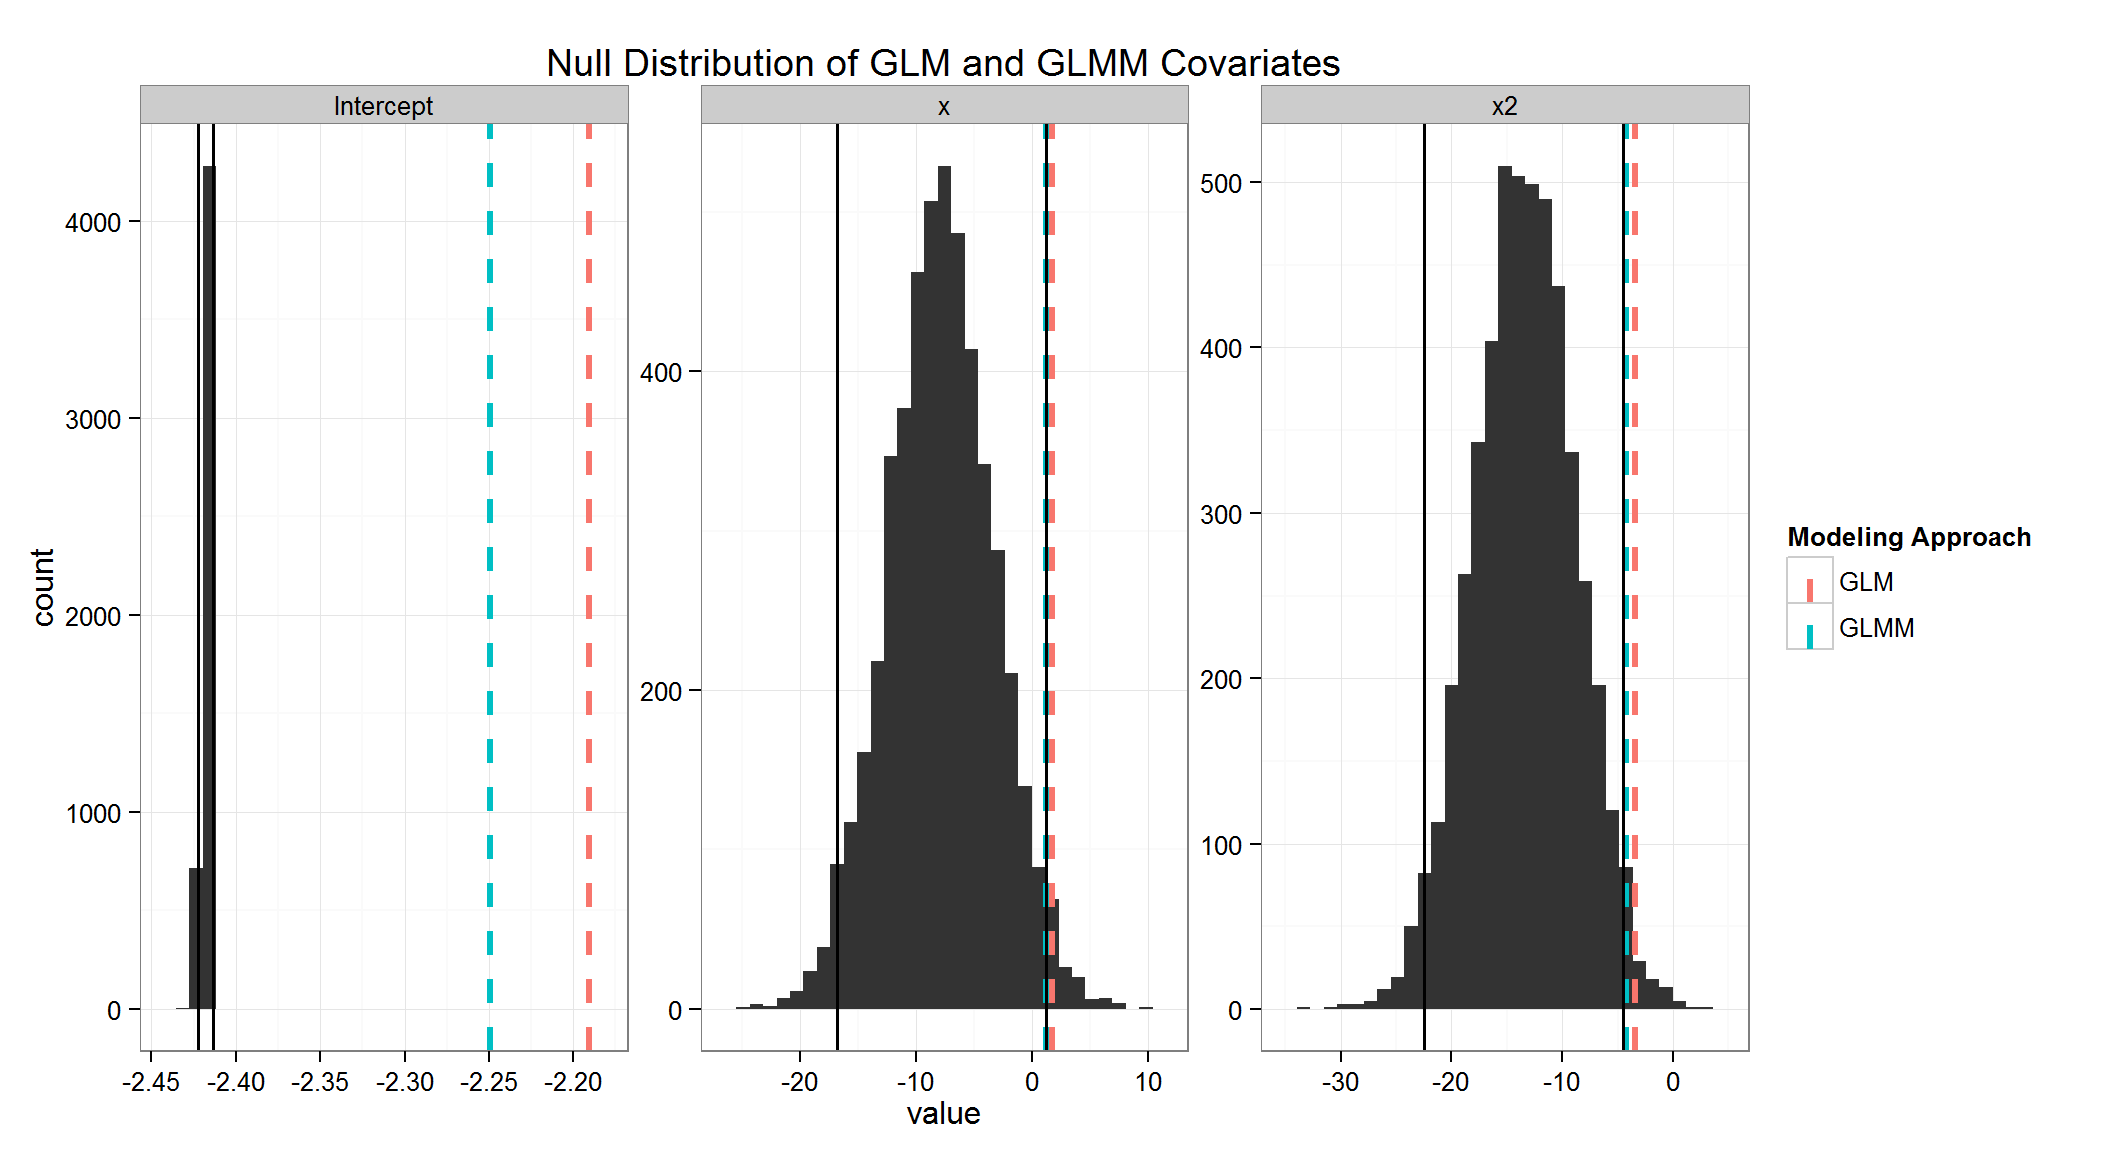 Null Distribution of GLM and GLMM Covariates
Intercept
x
x2
count
4000
3000
2000
1000
0
400
200
0
500
400
300
200
100
0
-2.45 -2.40 -2.35 -2.30 -2.25 -2.20
-20 -10 0 10
-30 -20 -10 0
value
Modeling Approach
GLM
GLMM